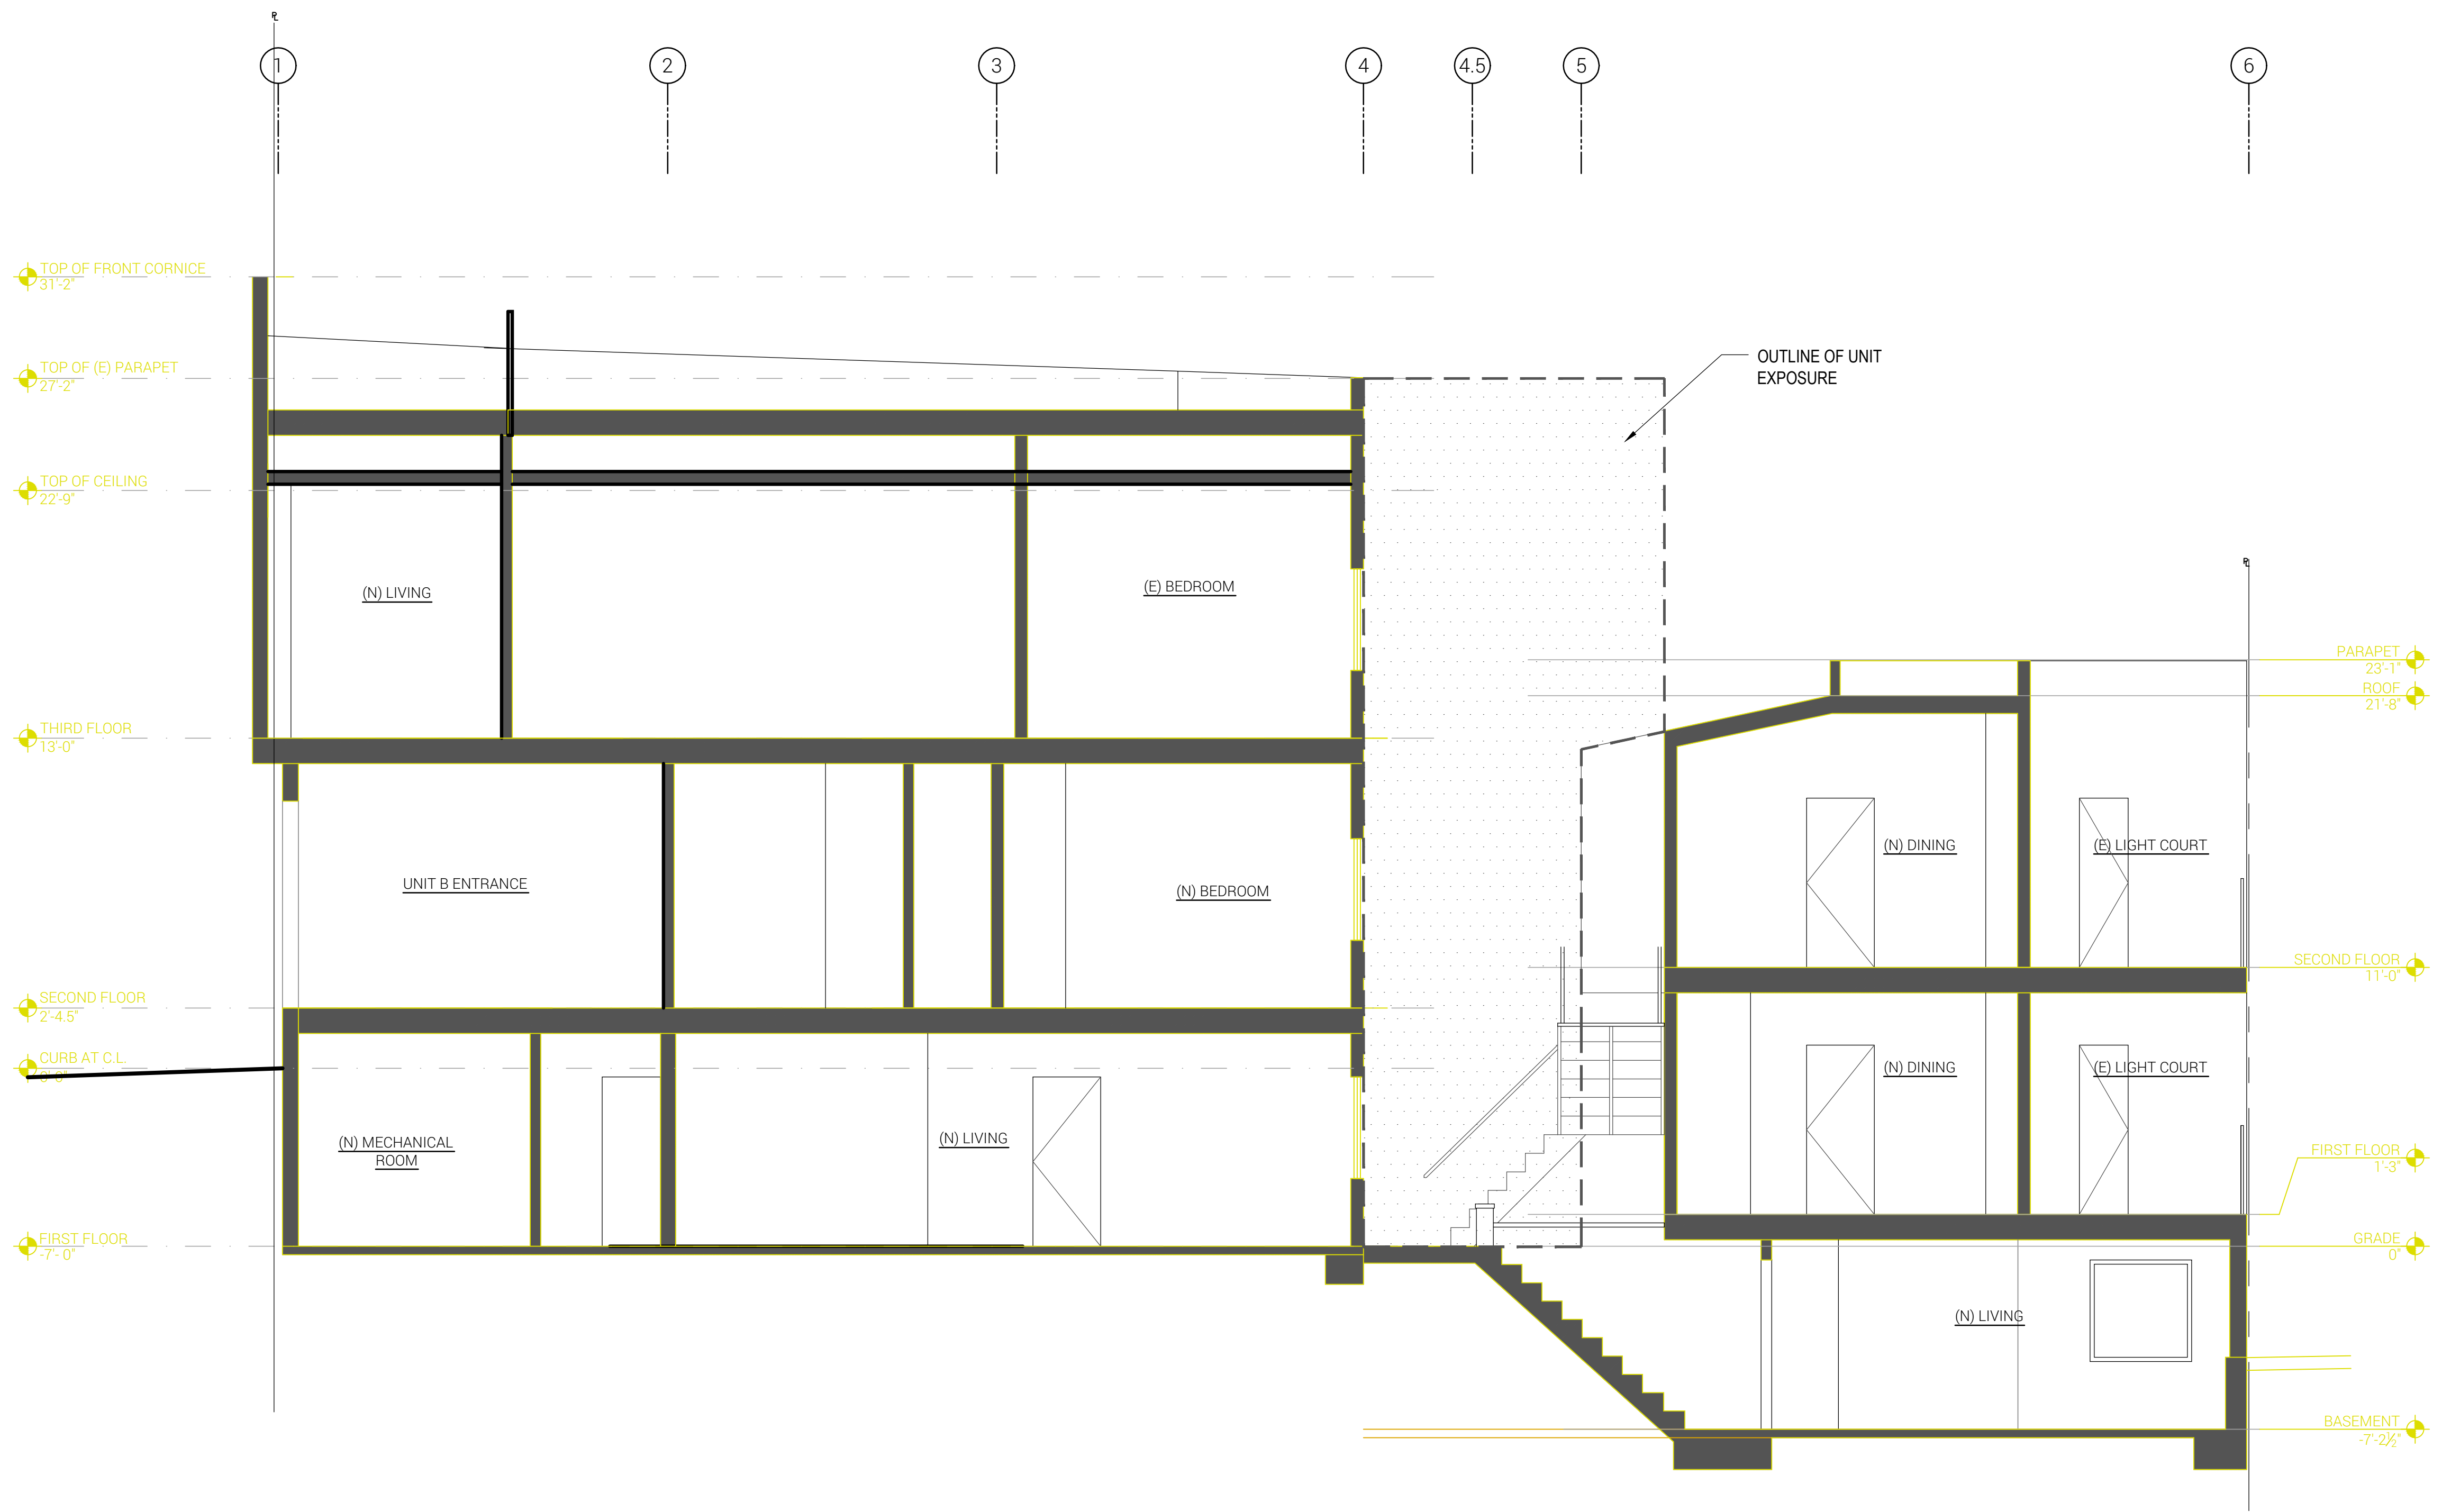 ℄
1
2
3
4
4.5
5
6
TOP OF FRONT CORNICE
31'-2"
OUTLINE OF UNIT
EXPOSURE
TOP OF (E) PARAPET
27'-2"
TOP OF CEILING
22'-9"
(N) LIVING
(E) BEDROOM
℄
PARAPET
23'-1"
ROOF
21'-8"
THIRD FLOOR
13'-0"
(N) DINING
(E) LIGHT COURT
UNIT B ENTRANCE
(N) BEDROOM
SECOND FLOOR
11'-0"
SECOND FLOOR
2'-4.5"
CURB AT C.L.
0'-0"
(N) DINING
(E) LIGHT COURT
(N) MECHANICAL
ROOM
(N) LIVING
FIRST FLOOR
1'-3"
FIRST FLOOR
-7'- 0"
GRADE
0"
(N) LIVING
BASEMENT
-7'-2½"